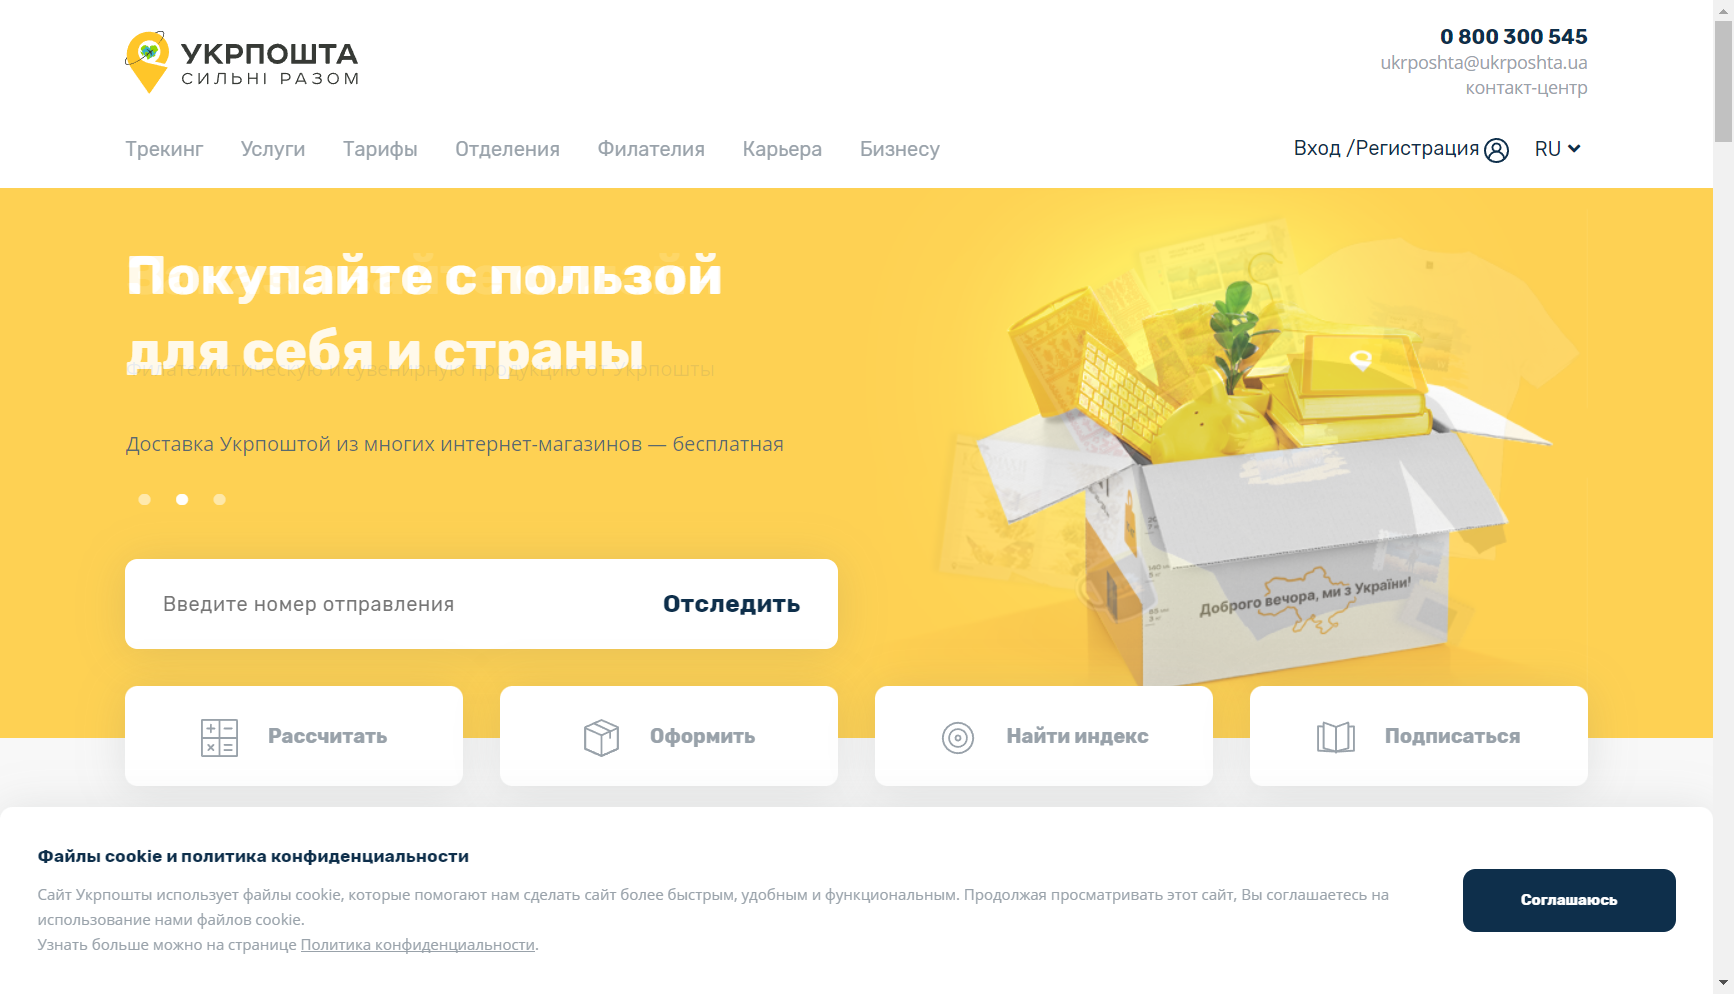 УКРПОШТА
СИЛЬНІ РАЗОМ
0 800 300 545
ukrposhta@ukrposhta.ua
контакт-центр
Трекинг Услуги Тарифы Отделения Филателия Карьера Бизнесу
Вход /Регистрация RU
Покупайте с пользой
для себя и страны
Филателистическую и сувенирную продукцию от Укрпошты
Доставка Укрпоштой из многих интернет-магазинов — бесплатная
Доброго вечора, ми з України!
Введите номер отправления Отследить
Рассчитать Оформить Найти индекс Подписаться
Файлы cookie и политика конфиденциальности
Сайт Укрпошты использует файлы cookie, которые помогают нам сделать сайт более быстрым, удобным и функциональным. Продолжая просматривать этот сайт, Вы соглашаетесь на
использование нами файлов cookie.
Узнать больше можно на странице Политика конфиденциальности.
Соглашаюсь